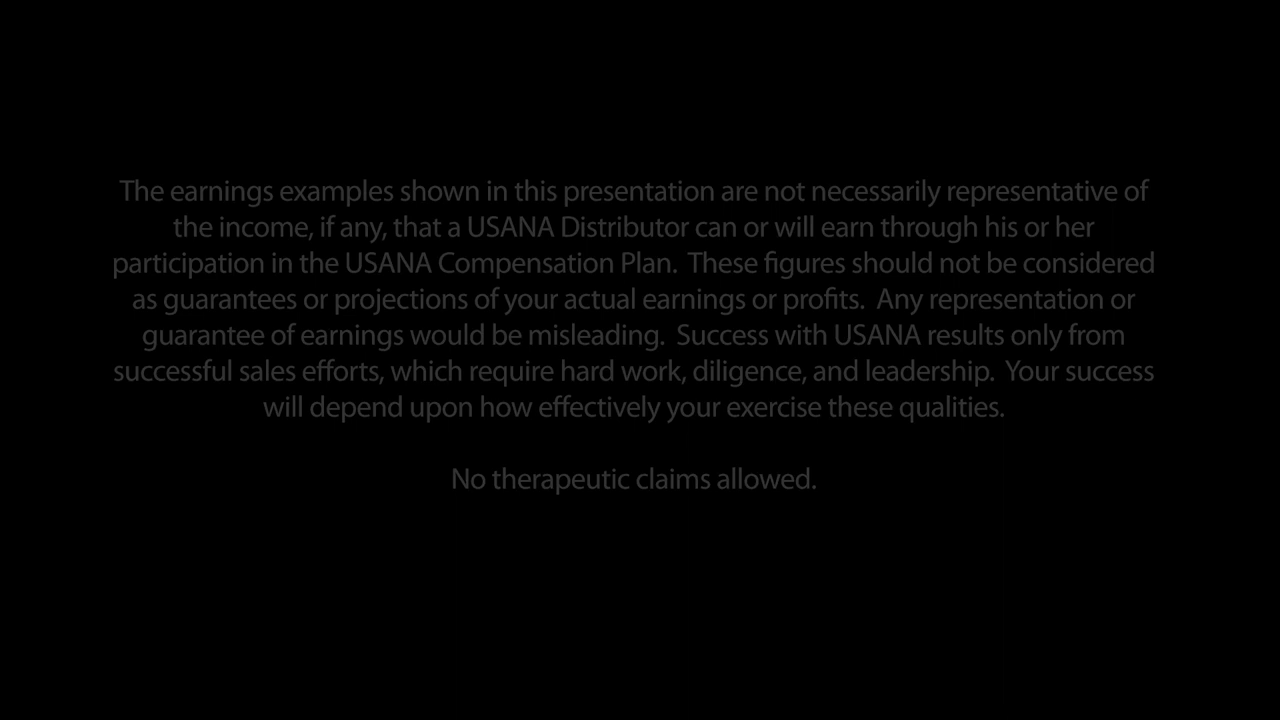 The earnings examples shown in this presentation are not necessarily representative of
the income, if any, that a USANA Distributor can or will earn through his or her
participation in the USANA Compensation Plan.  These figures should not be considered
as guarantees or projections of your actual earnings or profits.  Any representation or
guarantee of earnings would be misleading.  Success with USANA results only from
successful sales efforts, which require hard work, diligence, and leadership.  Your success
will depend upon how effectively your exercise these qualities.
No therapeutic claims allowed.